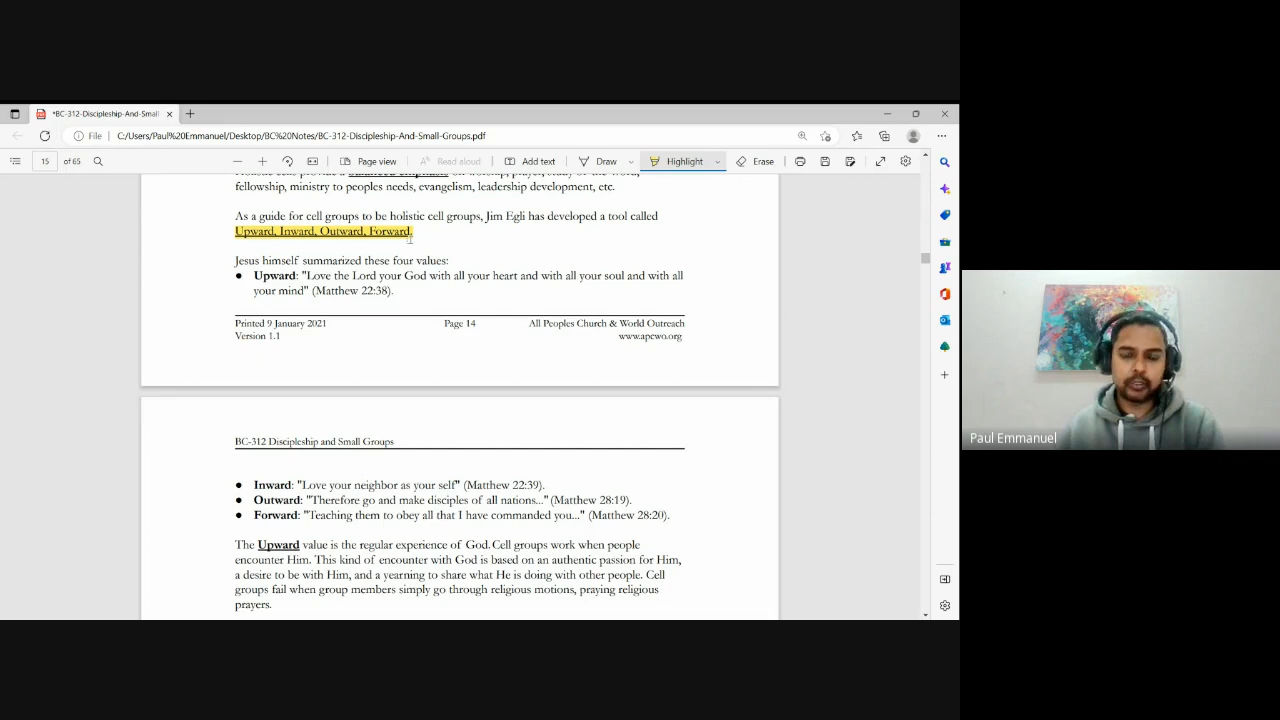 *BC-312-Discipleship-And-Small
File
C:/Users/Paul%20Emmanuel/Desktop/BC%20Notes/BC-312-Discipleship-And-Small-Groups.pdf
15 of 65
Page view
Read aloud
Add text
Draw
Highlight
Erase
fellowship, ministry to peoples needs, evangelism, leadership development, etc.
As a guide for cell groups to be holistic cell groups, Jim Egli has developed a tool called
Upward, Inward, Outward, Forward.
Jesus himself summarized these four values:
● Upward: "Love the Lord your God with all your heart and with all your soul and with all
your mind" (Matthew 22:38).
Printed 9 January 2021 Page 14 All Peoples Church & World Outreach
Version 1.1 www.apcwo.org
BC-312 Discipleship and Small Groups
● Inward: "Love your neighbor as your self" (Matthew 22:39).
● Outward: "Therefore go and make disciples of all nations..." (Matthew 28:19).
● Forward: "Teaching them to obey all that I have commanded you..." (Matthew 28:20).
The Upward value is the regular experience of God. Cell groups work when people
encounter Him. This kind of encounter with God is based on an authentic passion for Him,
a desire to be with Him, and a yearning to share what He is doing with other people. Cell
groups fail when group members simply go through religious motions, praying religious
prayers.
Paul Emmanuel